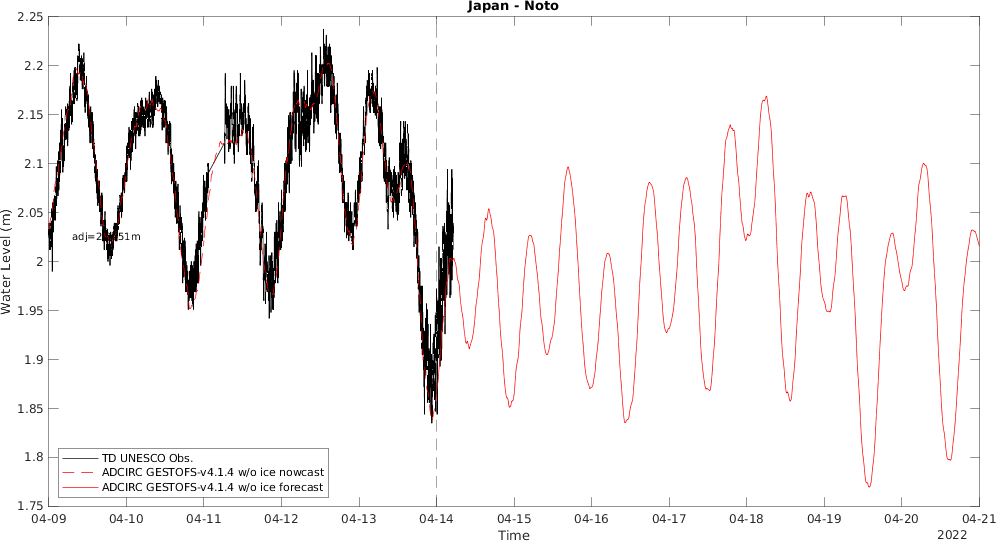 Japan - Noto
Water Level (m)
2.25
2.2
2.15
2.1
2.05
2
1.95
1.9
1.85
1.8
1.75
TD UNESCO Obs.
ADCIRC GESTOFS-v4.1.4 w/o ice nowcast
ADCIRC GESTOFS-v4.1.4 w/o ice forecast
04-09 04-10 04-11 04-12 04-13 04-14 04-15 04-16 04-17 04-18 04-19 04-20 04-21
Time
2022